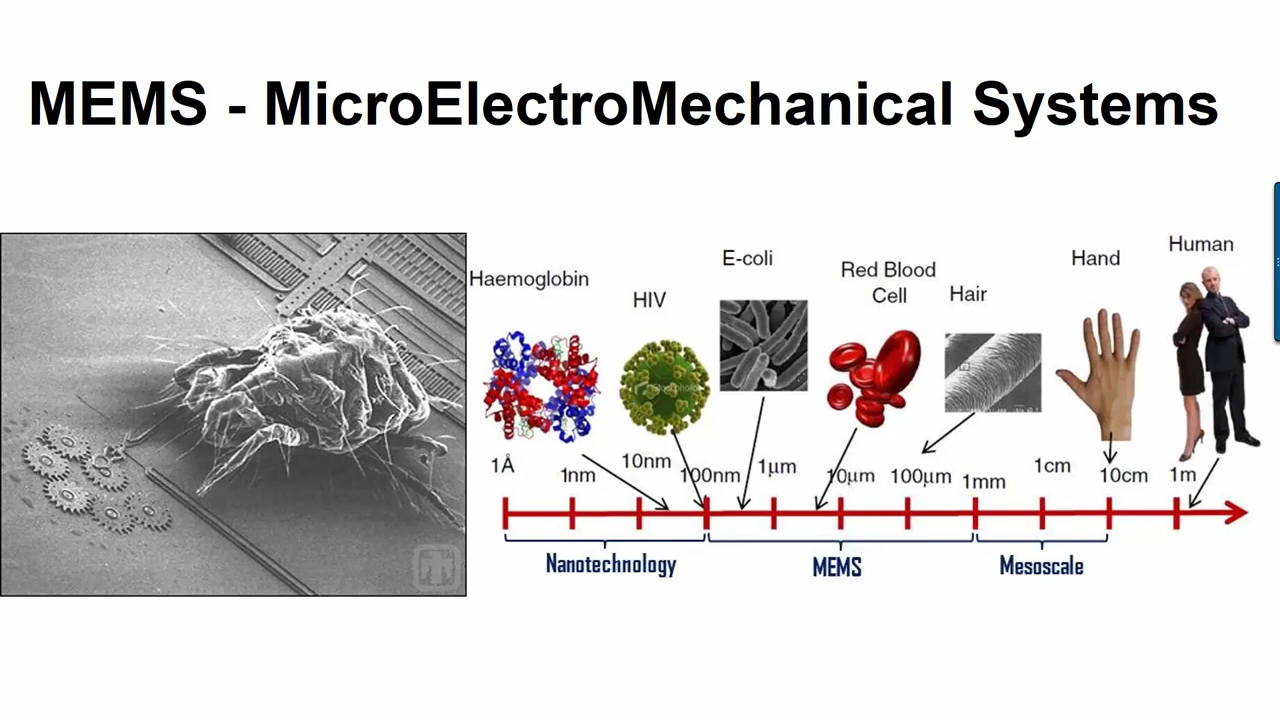 MEMS - MicroElectroMechanical Systems
Haemoglobin
HIV
E-coli
Red Blood
Cell
Hair
Hand
Human
1Å
1nm
10nm
100nm
1µm
10µm
100µm
1mm
1cm
10cm
1m
Nanotechnology
MEMS
Mesoscale